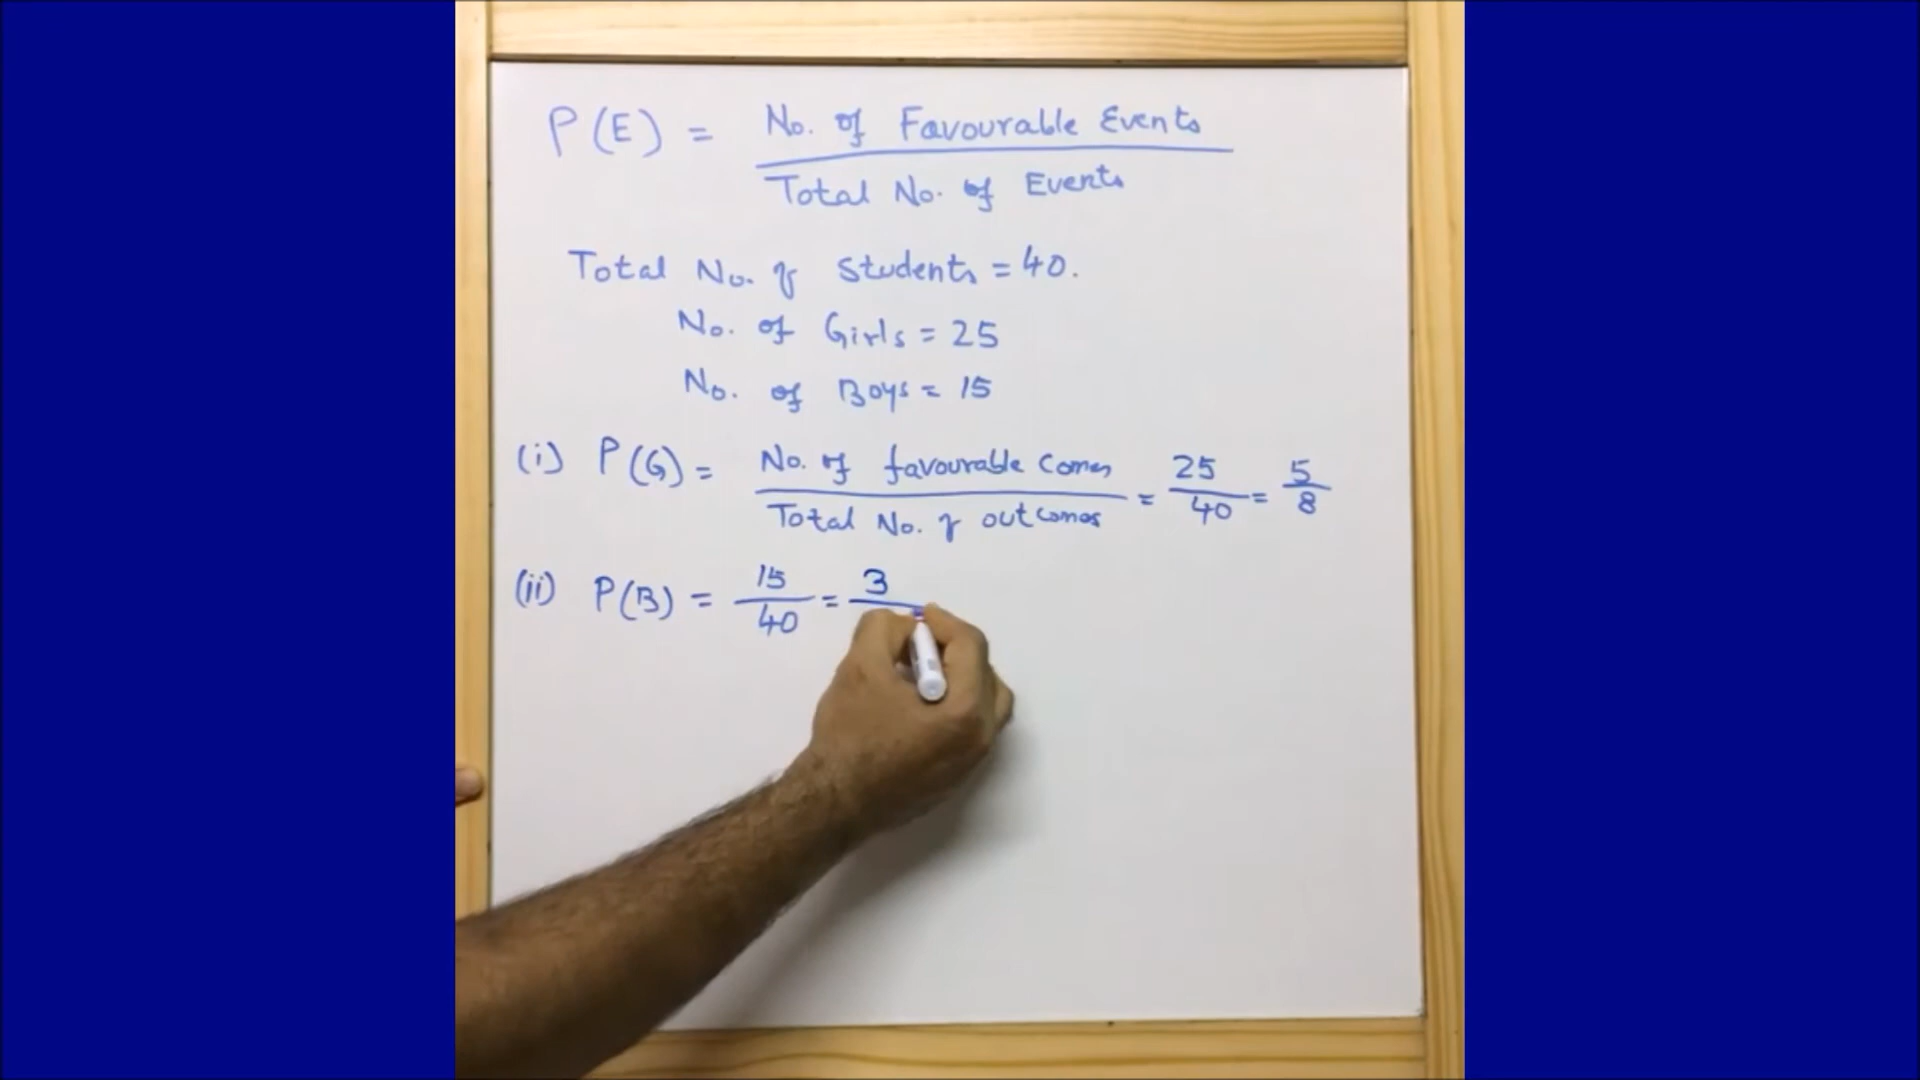 P(E) = No. of Favourable Events
Total No. of Events
Total No. of Students = 40.
No. of Girls = 25
No. of Boys = 15
(i) P(G) = No. of favourable Comes / Total No. of outcomes = 25/40 = 5/8
(ii) P(B) = 15/40 = 3